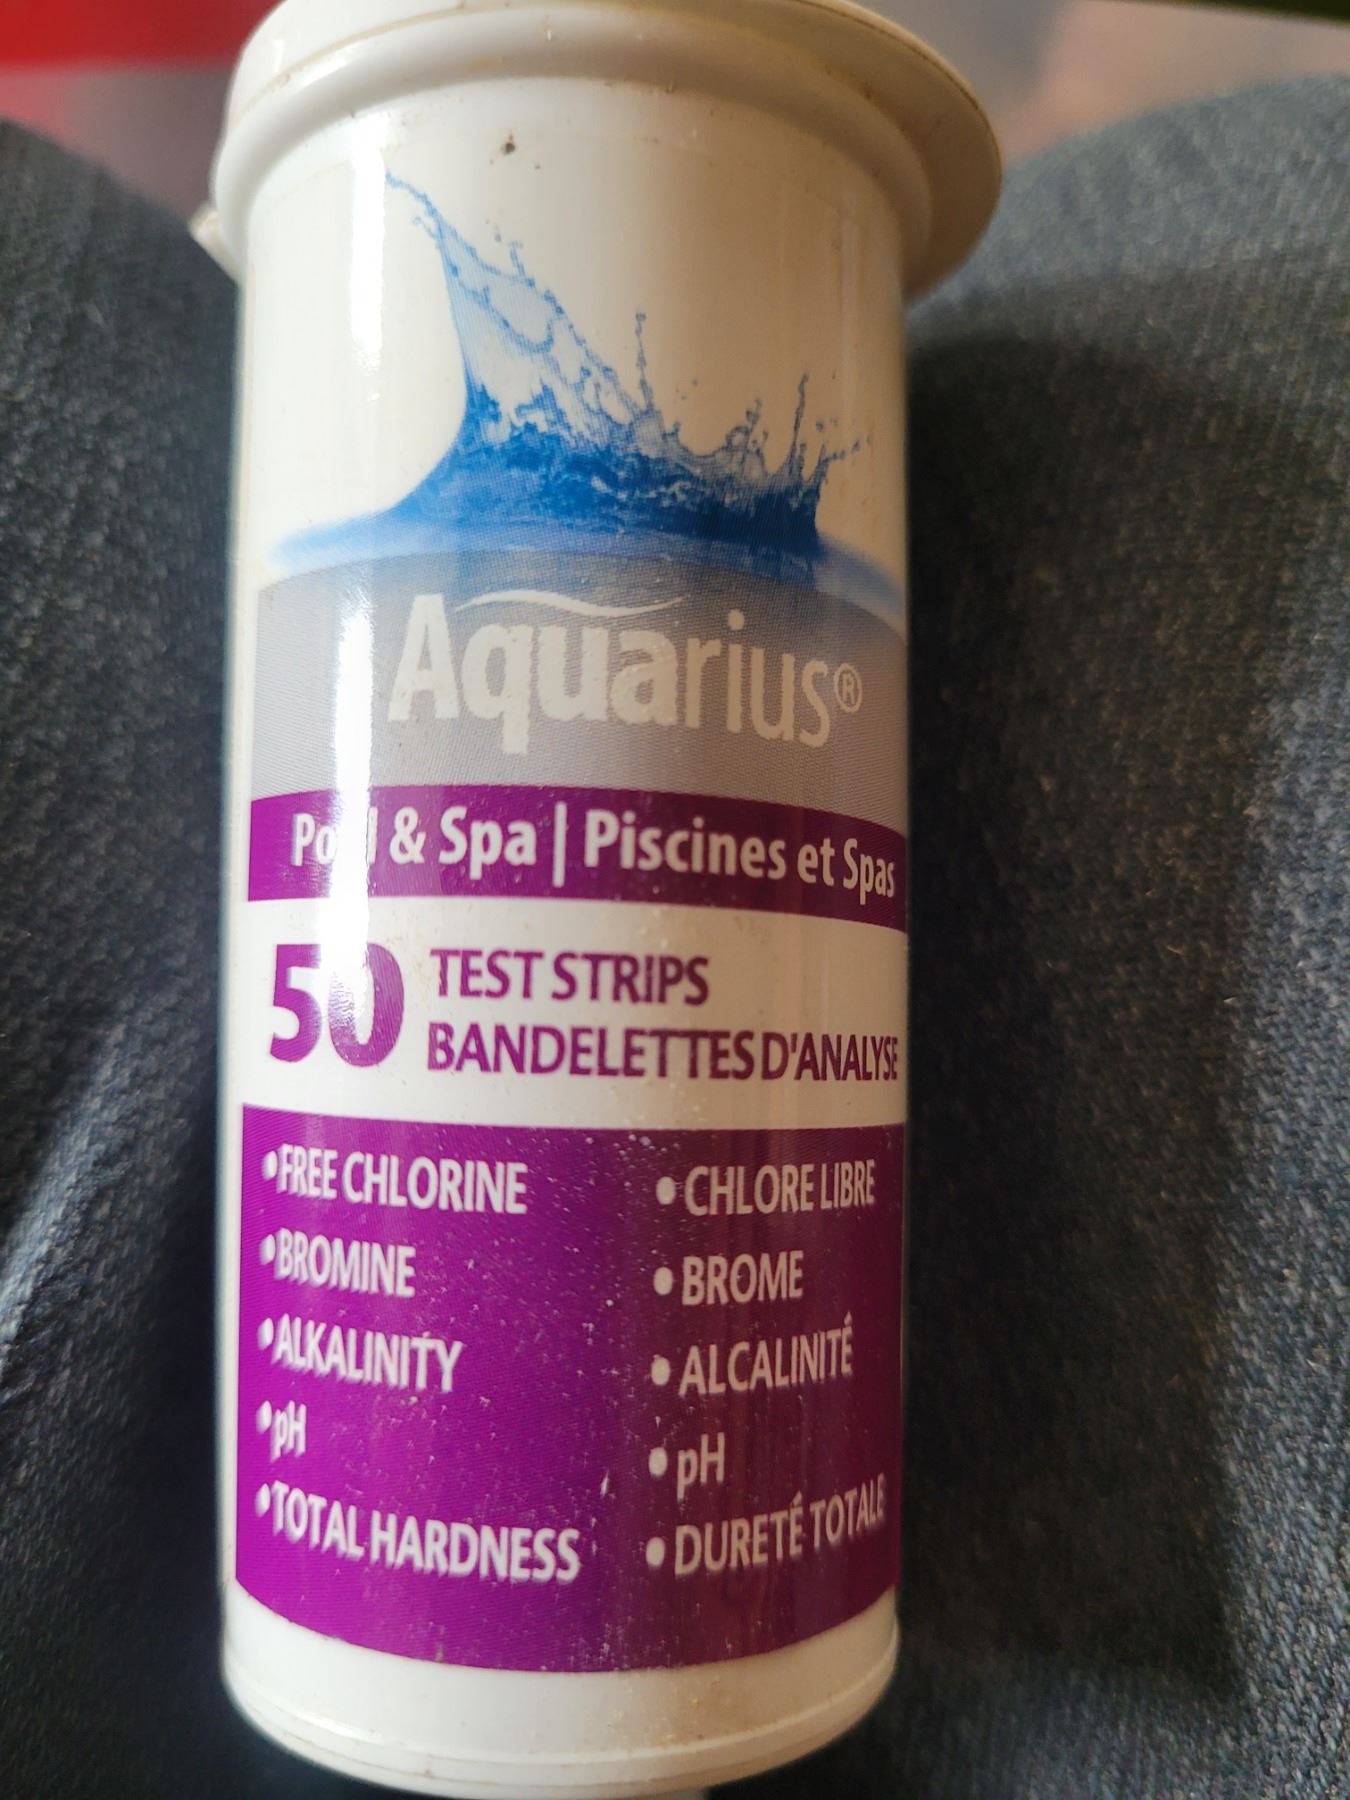 Aquarius®
Pool & Spa | Piscines et Spas
50 TEST STRIPS
BANDELETTES D'ANALYSE
•FREE CHLORINE
•BROMINE
•ALKALINITY
•pH
•TOTAL HARDNESS
• CHLORE LIBRE
• BROME
• ALCALINITÉ
• pH
• DURETÉ TOTALE